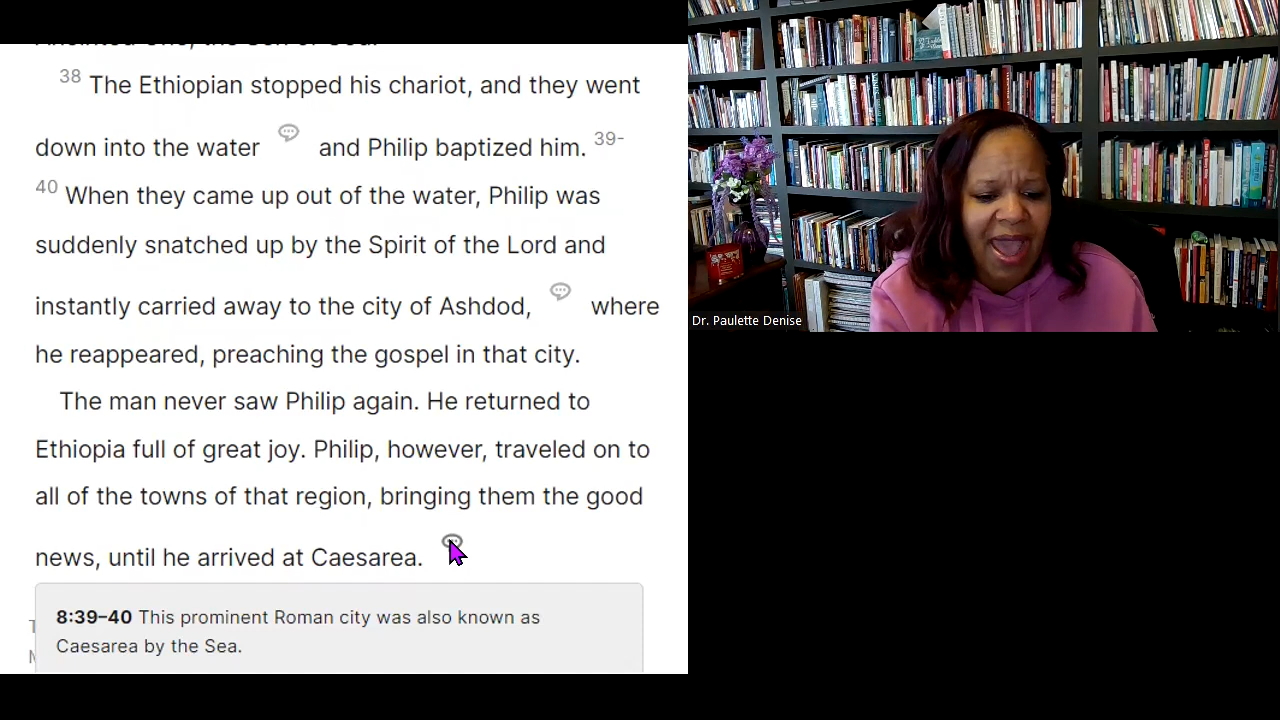 38 The Ethiopian stopped his chariot, and they went
down into the water and Philip baptized him. 39-
40 When they came up out of the water, Philip was
suddenly snatched up by the Spirit of the Lord and
instantly carried away to the city of Ashdod, where
he reappeared, preaching the gospel in that city.
The man never saw Philip again. He returned to
Ethiopia full of great joy. Philip, however, traveled on to
all of the towns of that region, bringing them the good
news, until he arrived at Caesarea.
8:39–40 This prominent Roman city was also known as
Caesarea by the Sea.
Dr. Paulette Denise